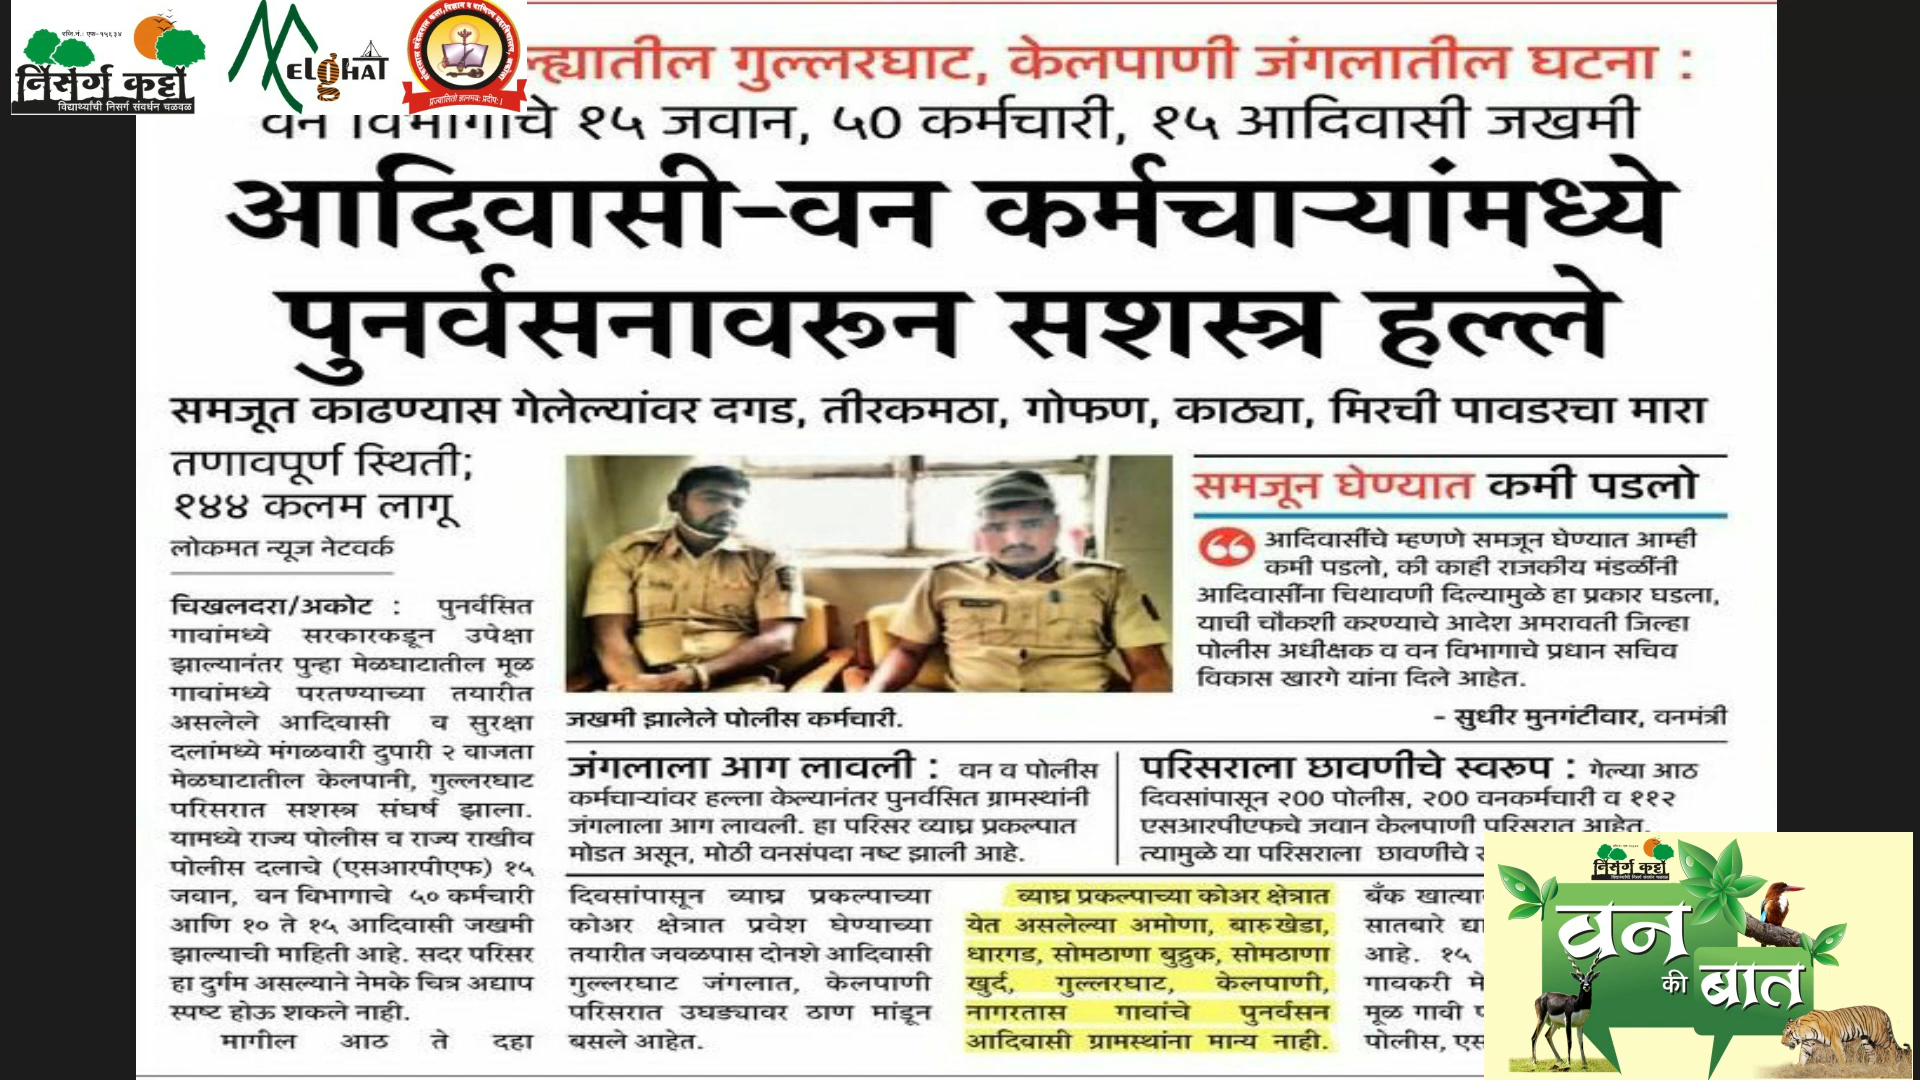 रजि.नं.: एफ-१५६३४
निसर्ग कट्टा
विद्यार्थ्यांची निसर्ग संवर्धन चळवळ
MELGHAT
प्रज्वालितो ज्ञानमयः प्रदीपः।
ल्ह्यातील गुल्लरघाट, केलपाणी जंगलातील घटना :
वन विभागाचे १५ जवान, ५० कर्मचारी, १५ आदिवासी जखमी
आदिवासी-वन कर्मचाऱ्यांमध्ये
पुनर्वसनावरून सशस्त्र हल्ले
समजूत काढण्यास गेलेल्यांवर दगड, तीरकमठा, गोफण, काठ्या, मिरची पावडरचा मारा
तणावपूर्ण स्थिती;
१४४ कलम लागू
लोकमत न्यूज नेटवर्क
चिखलदरा/अकोट : पुनर्वसित
गावांमध्ये सरकारकडून उपेक्षा
झाल्यानंतर पुन्हा मेळघाटातील मूळ
गावांमध्ये परतण्याच्या तयारीत
असलेले आदिवासी व सुरक्षा
दलांमध्ये मंगळवारी दुपारी २ वाजता
मेळघाटातील केलपानी, गुल्लरघाट
परिसरात सशस्त्र संघर्ष झाला.
यामध्ये राज्य पोलीस व राज्य राखीव
पोलीस दलाचे (एसआरपीएफ) १५
जवान, वन विभागाचे ५० कर्मचारी
आणि १० ते १५ आदिवासी जखमी
झाल्याची माहिती आहे. सदर परिसर
हा दुर्गम असल्याने नेमके चित्र अद्याप
स्पष्ट होऊ शकले नाही.
मागील आठ ते दहा
जखमी झालेले पोलीस कर्मचारी.
समजून घेण्यात कमी पडलो
आदिवासींचे म्हणणे समजून घेण्यात आम्ही
कमी पडलो, की काही राजकीय मंडळींनी
आदिवासींना चिथावणी दिल्यामुळे हा प्रकार घडला,
याची चौकशी करण्याचे आदेश अमरावती जिल्हा
पोलीस अधीक्षक व वन विभागाचे प्रधान सचिव
विकास खारगे यांना दिले आहेत.
- सुधीर मुनगंटीवार, वनमंत्री
जंगलाला आग लावली : वन व पोलीस
कर्मचाऱ्यांवर हल्ला केल्यानंतर पुनर्वसित ग्रामस्थांनी
जंगलाला आग लावली. हा परिसर व्याघ्र प्रकल्पात
मोडत असून, मोठी वनसंपदा नष्ट झाली आहे.
परिसराला छावणीचे स्वरूप : गेल्या आठ
दिवसांपासून २०० पोलीस, २०० वनकर्मचारी व ११२
एसआरपीएफचे जवान केलपाणी परिसरात आहेत.
त्यामुळे या परिसराला छावणीचे
दिवसांपासून व्याघ्र प्रकल्पाच्या
कोअर क्षेत्रात प्रवेश घेण्याच्या
तयारीत जवळपास दोनशे आदिवासी
गुल्लरघाट जंगलात, केलपाणी
परिसरात उघड्यावर ठाण मांडून
बसले आहेत.
व्याघ्र प्रकल्पाच्या कोअर क्षेत्रात
येत असलेल्या अमोणा, बारुखेडा,
धारगड, सोमठाणा बुद्रुक, सोमठाणा
खुर्द, गुल्लरघाट, केलपाणी,
नागरतास गावांचे पुनर्वसन
आदिवासी ग्रामस्थांना मान्य नाही.
बँक खात्या
सातबारे द्या
आहे. १५
गावकरी मे
मूळ गावी
पोलीस, एस
निसर्ग कट्टा
वन
की बात